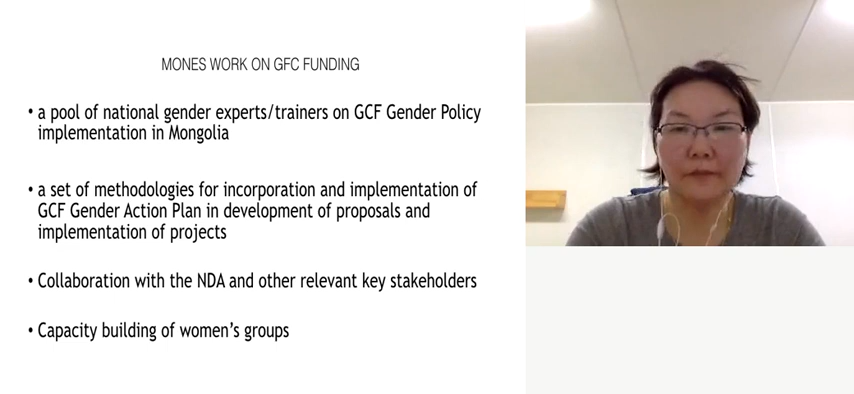 MONES WORK ON GFC FUNDING
• a pool of national gender experts/trainers on GCF Gender Policy
implementation in Mongolia
• a set of methodologies for incorporation and implementation of
GCF Gender Action Plan in development of proposals and
implementation of projects
• Collaboration with the NDA and other relevant key stakeholders
• Capacity building of women’s groups